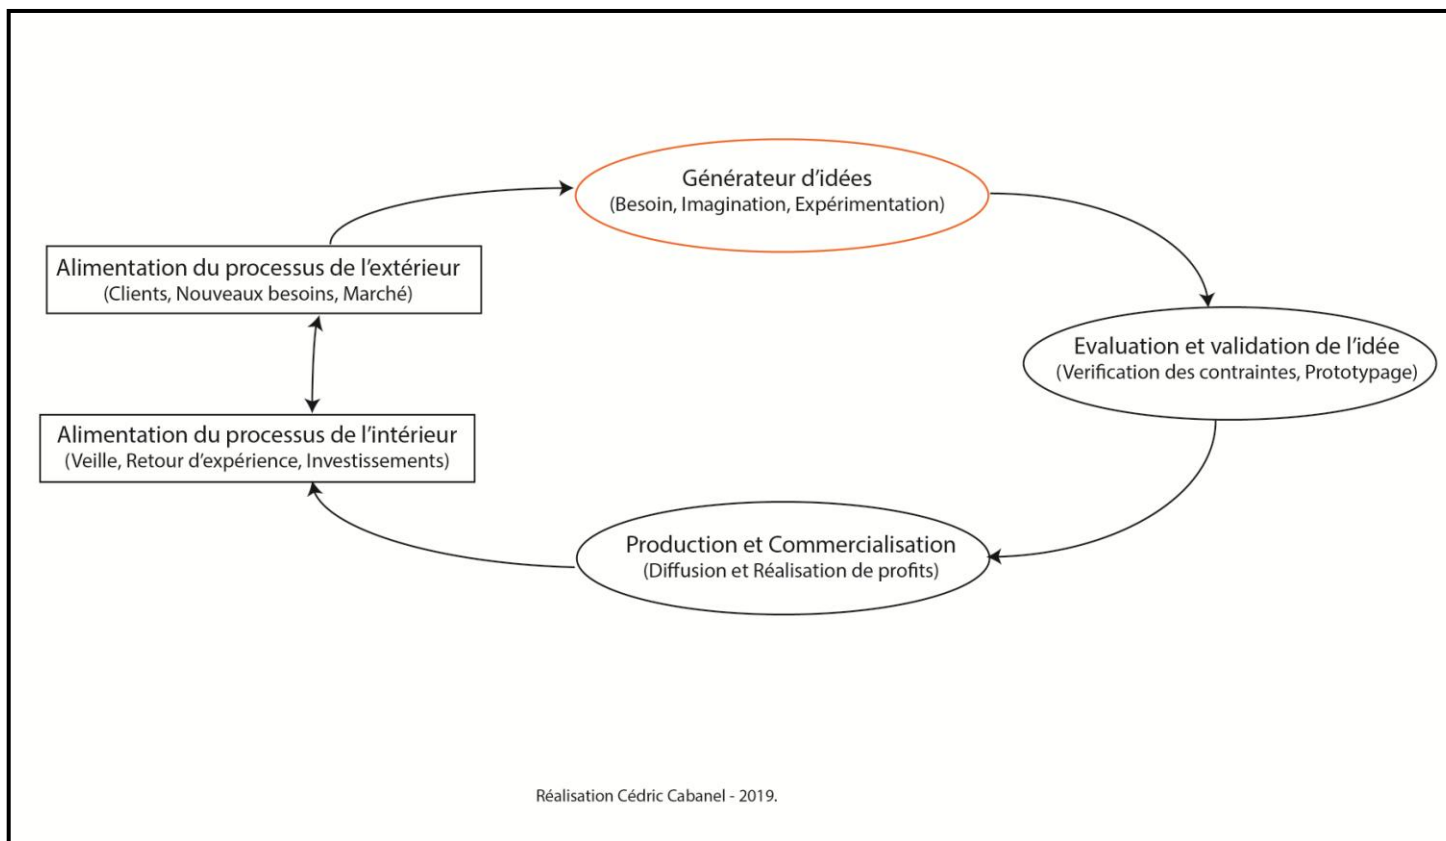 Générateur d’idées
(Besoin, Imagination, Expérimentation)
Alimentation du processus de l’extérieur
(Clients, Nouveaux besoins, Marché)
Evaluation et validation de l’idée
(Verification des contraintes, Prototypage)
Alimentation du processus de l’intérieur
(Veille, Retour d’expérience, Investissements)
Production et Commercialisation
(Diffusion et Réalisation de profits)
Réalisation Cédric Cabanel - 2019.